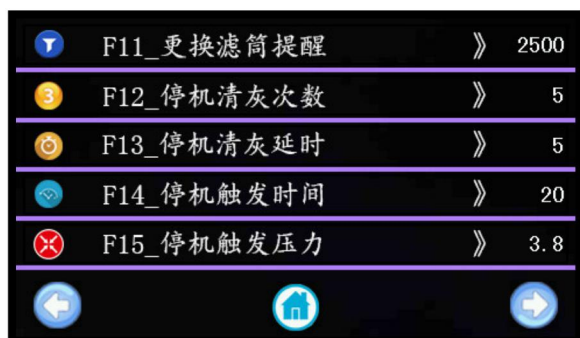 F11_更换滤筒提醒 》 2500
3 F12_停机清灰次数 》 5
F13_停机清灰延时 》 5
F14_停机触发时间 》 20
F15_停机触发压力 》 3.8